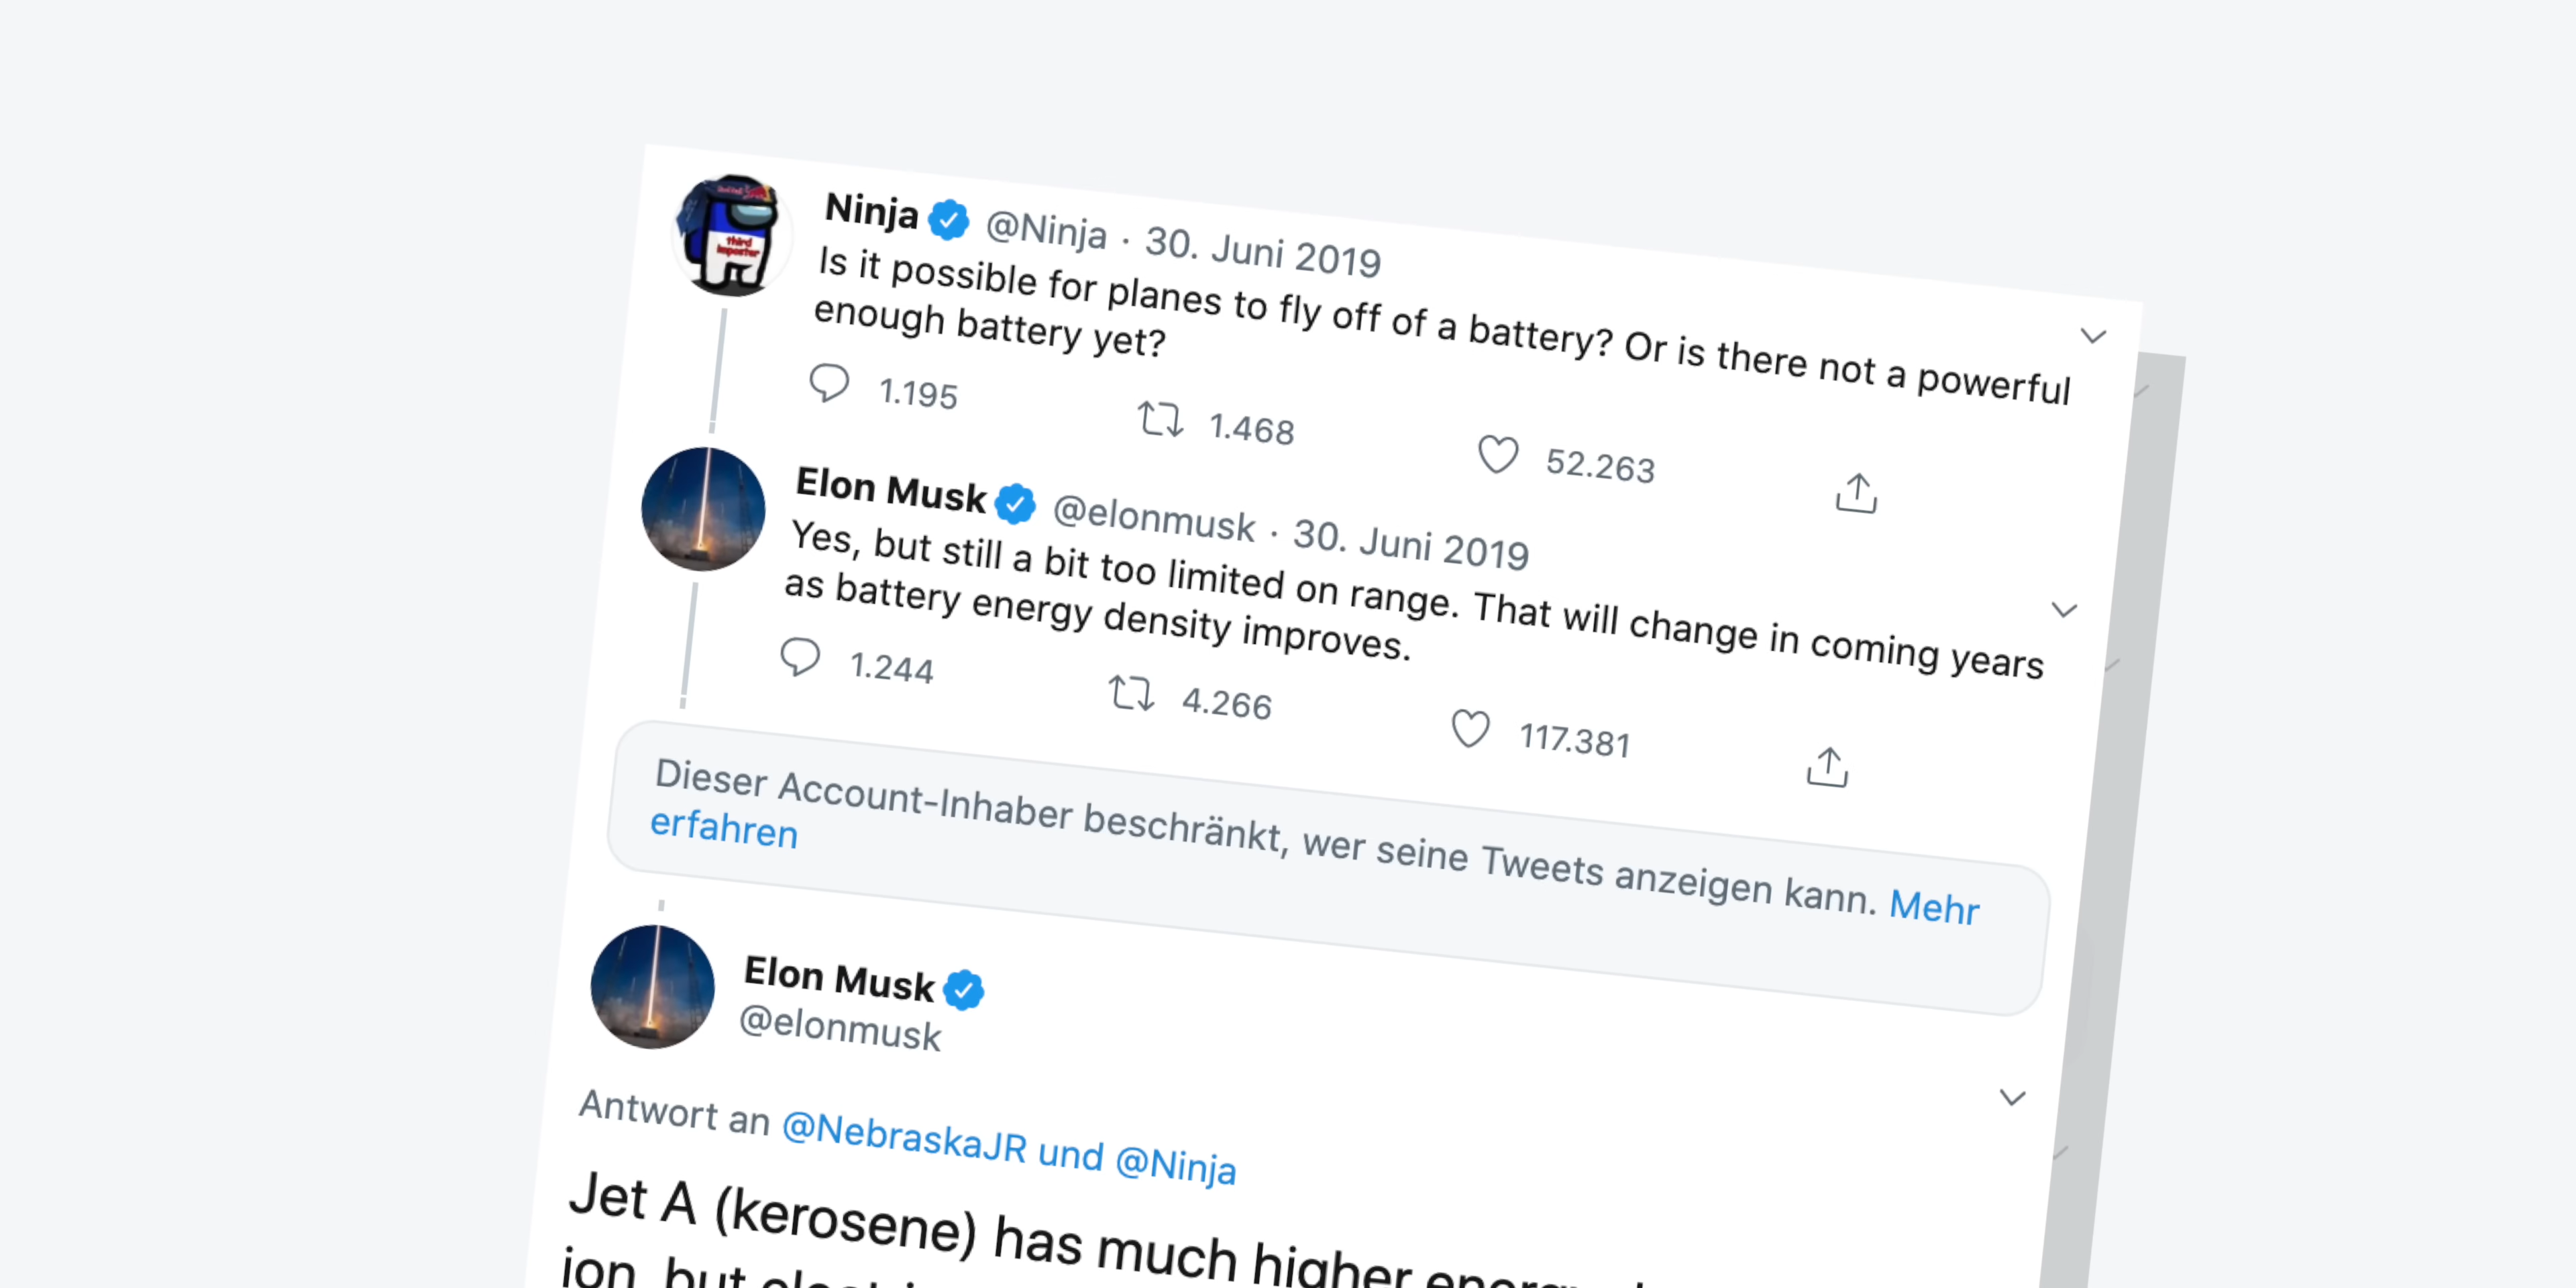 Ninja @Ninja · 30. Juni 2019
Is it possible for planes to fly off of a battery? Or is there not a powerful
enough battery yet?
1.195 1.468 52.263
Elon Musk @elonmusk · 30. Juni 2019
Yes, but still a bit too limited on range. That will change in coming years
as battery energy density improves.
1.244 4.266 117.381
Dieser Account-Inhaber beschränkt, wer seine Tweets anzeigen kann. Mehr
erfahren
Elon Musk
@elonmusk
Antwort an @NebraskaJR und @Ninja
Jet A (kerosene) has much higher
ion, but
third
imposter